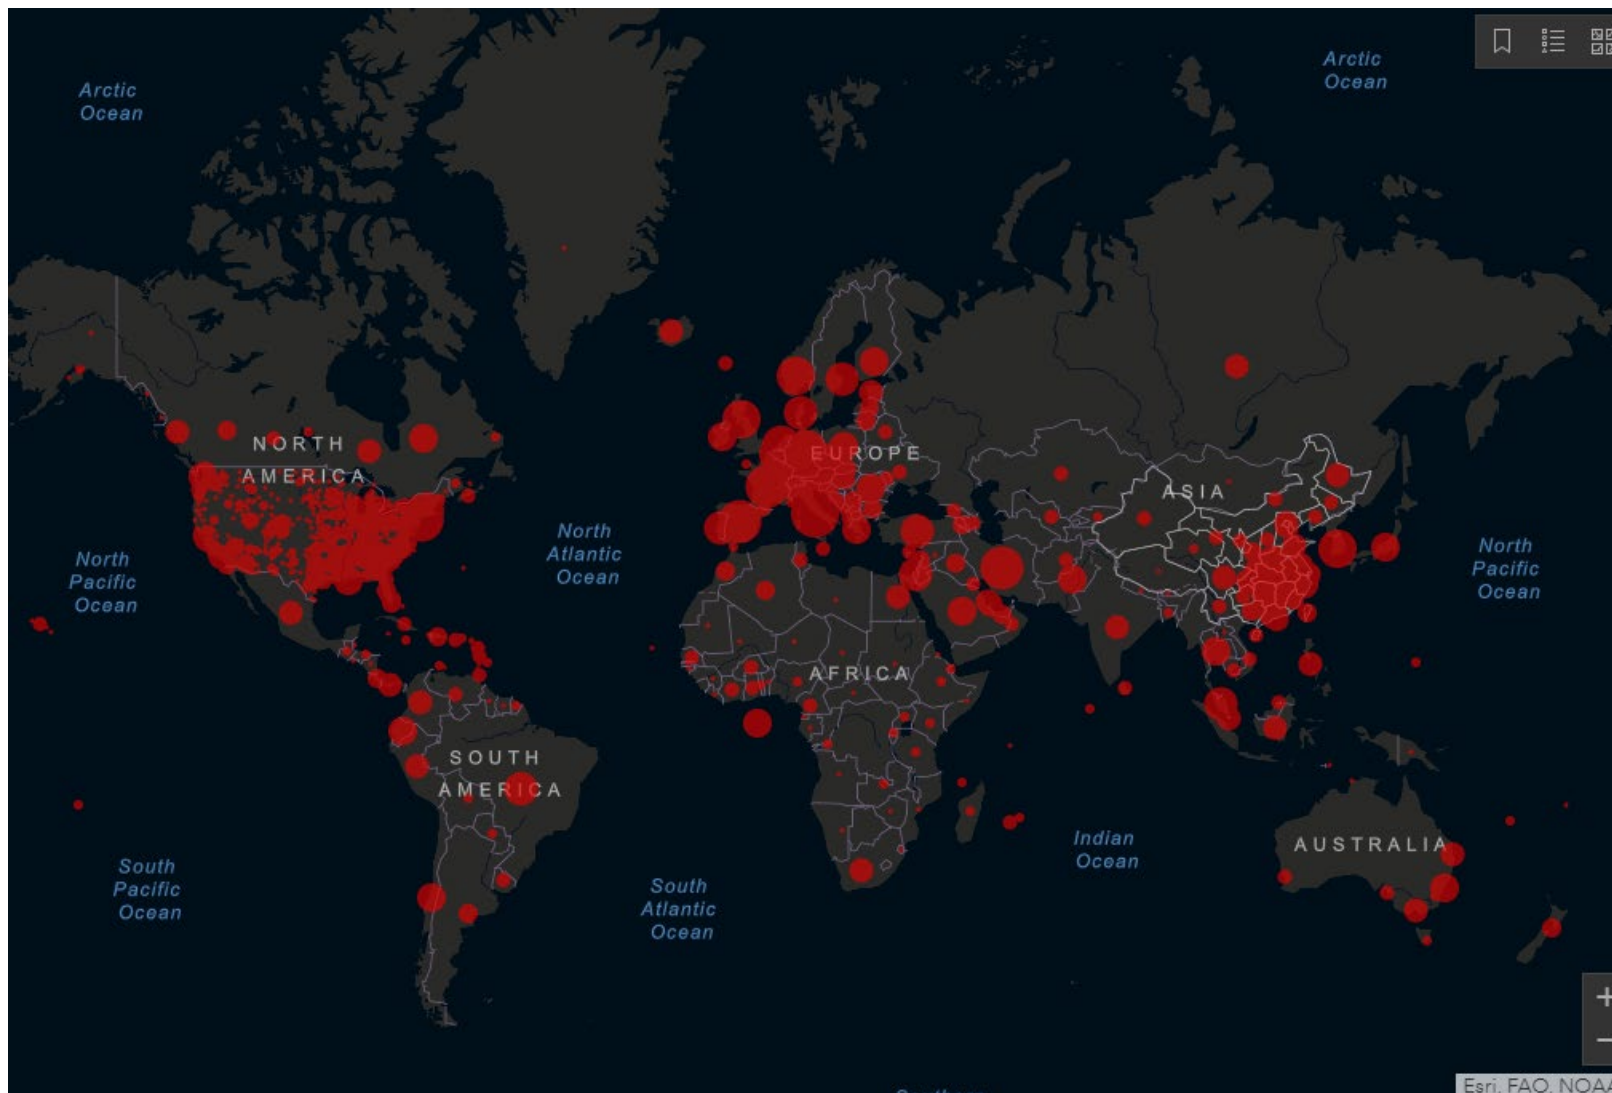 Arctic
Ocean
Arctic
Ocean
NORTH
AMERICA
EUROPE
ASIA
North
Atlantic
Ocean
North
Pacific
Ocean
North
Pacific
Ocean
AFRICA
SOUTH
AMERICA
Indian
Ocean
AUSTRALIA
South
Pacific
Ocean
South
Atlantic
Ocean
Esri, FAO, NOAA